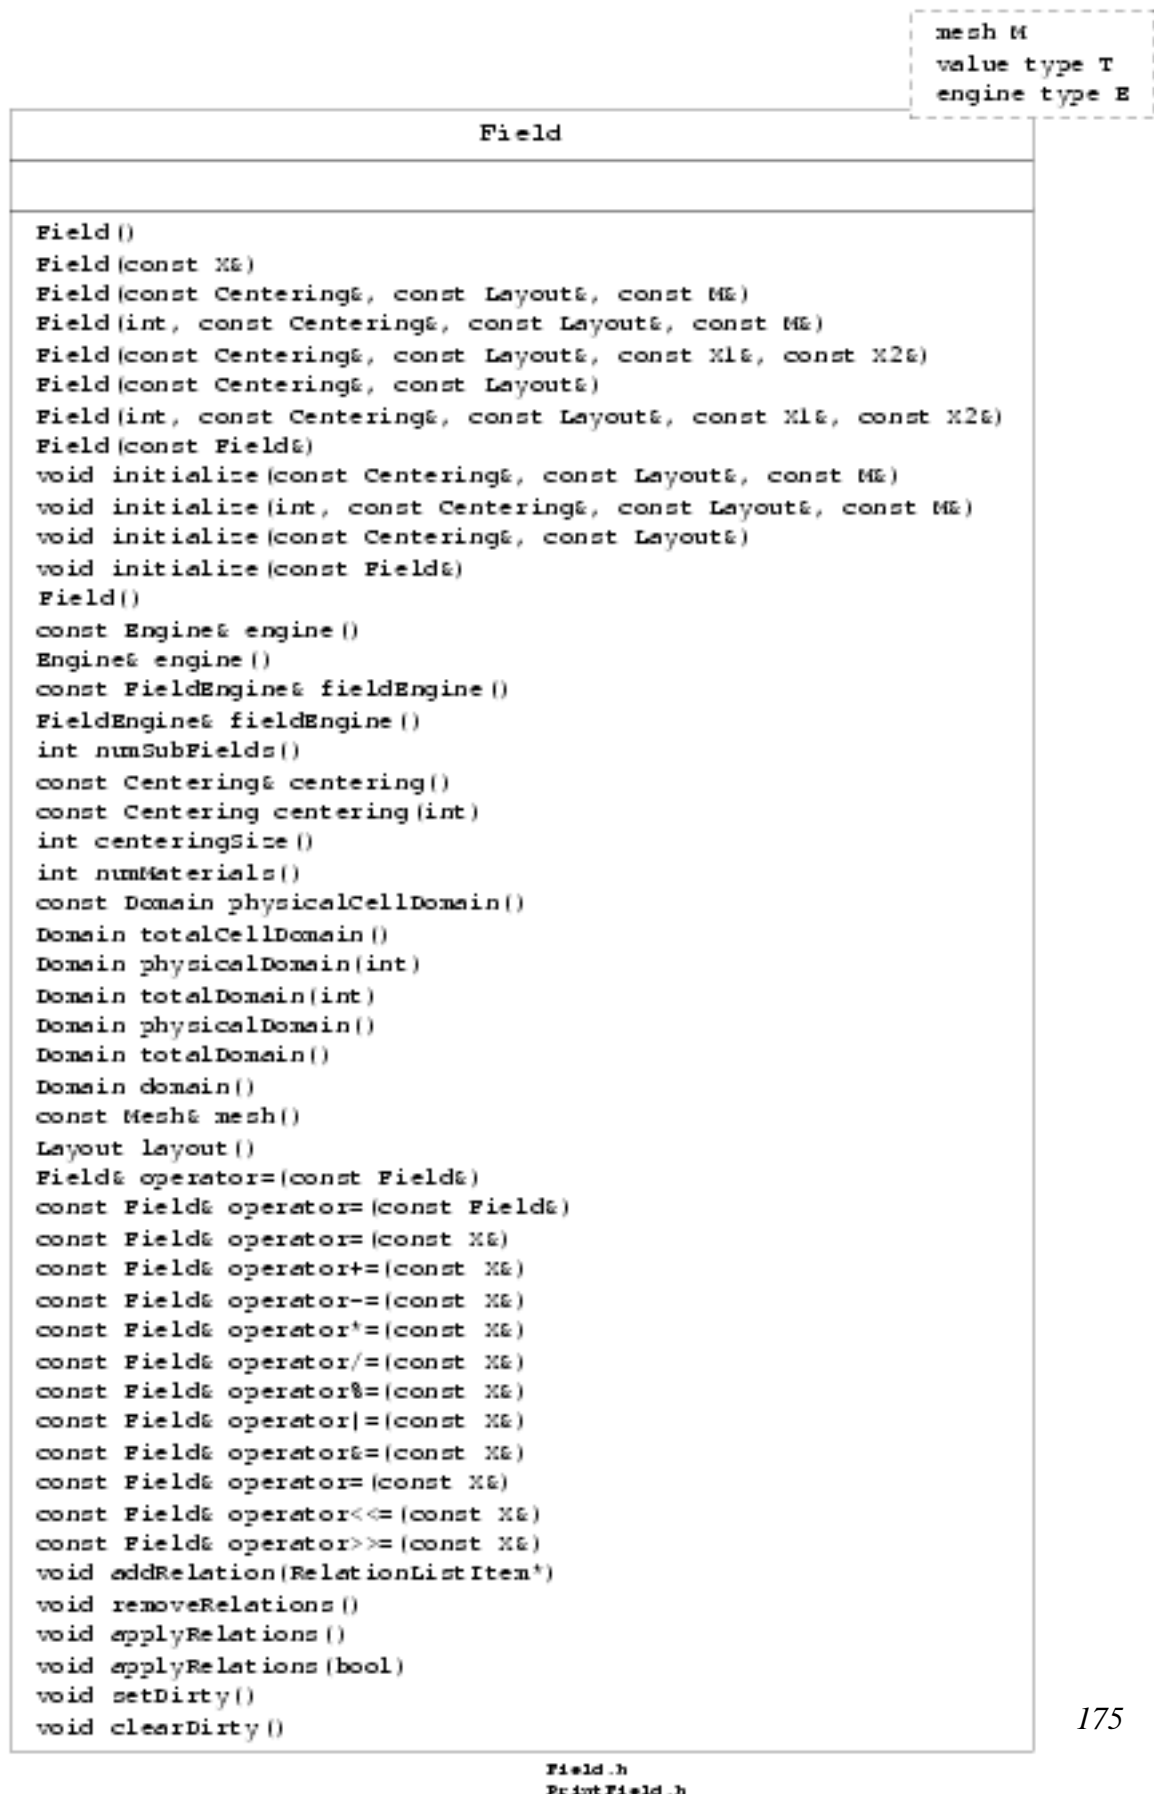 mesh M
value type T
engine type E
Field
Field()
Field(const X&)
Field(const Centering&, const Layout&, const M&)
Field(int, const Centering&, const Layout&, const M&)
Field(const Centering&, const Layout&, const X1&, const X2&)
Field(const Centering&, const Layout&)
Field(int, const Centering&, const Layout&, const X1&, const X2&)
Field(const Field&)
void initialize(const Centering&, const Layout&, const M&)
void initialize(int, const Centering&, const Layout&, const M&)
void initialize(const Centering&, const Layout&)
void initialize(const Field&)
Field()
const Engine& engine()
Engine& engine()
const FieldEngine& fieldEngine()
FieldEngine& fieldEngine()
int numSubFields()
const Centering& centering()
const Centering centering(int)
int centeringSize()
int numMaterials()
const Domain physicalCellDomain()
Domain totalCellDomain()
Domain physicalDomain(int)
Domain totalDomain(int)
Domain physicalDomain()
Domain totalDomain()
Domain domain()
const Mesh& mesh()
Layout layout()
Field& operator=(const Field&)
const Field& operator=(const Field&)
const Field& operator=(const X&)
const Field& operator+=(const X&)
const Field& operator-=(const X&)
const Field& operator*=(const X&)
const Field& operator/=(const X&)
const Field& operator%=(const X&)
const Field& operator|=(const X&)
const Field& operator&=(const X&)
const Field& operator=(const X&)
const Field& operator<<=(const X&)
const Field& operator>>=(const X&)
void addRelation(RelationListItem*)
void removeRelations()
void applyRelations()
void applyRelations(bool)
void setDirty()
void clearDirty()
175
Field.h
PrintField.h